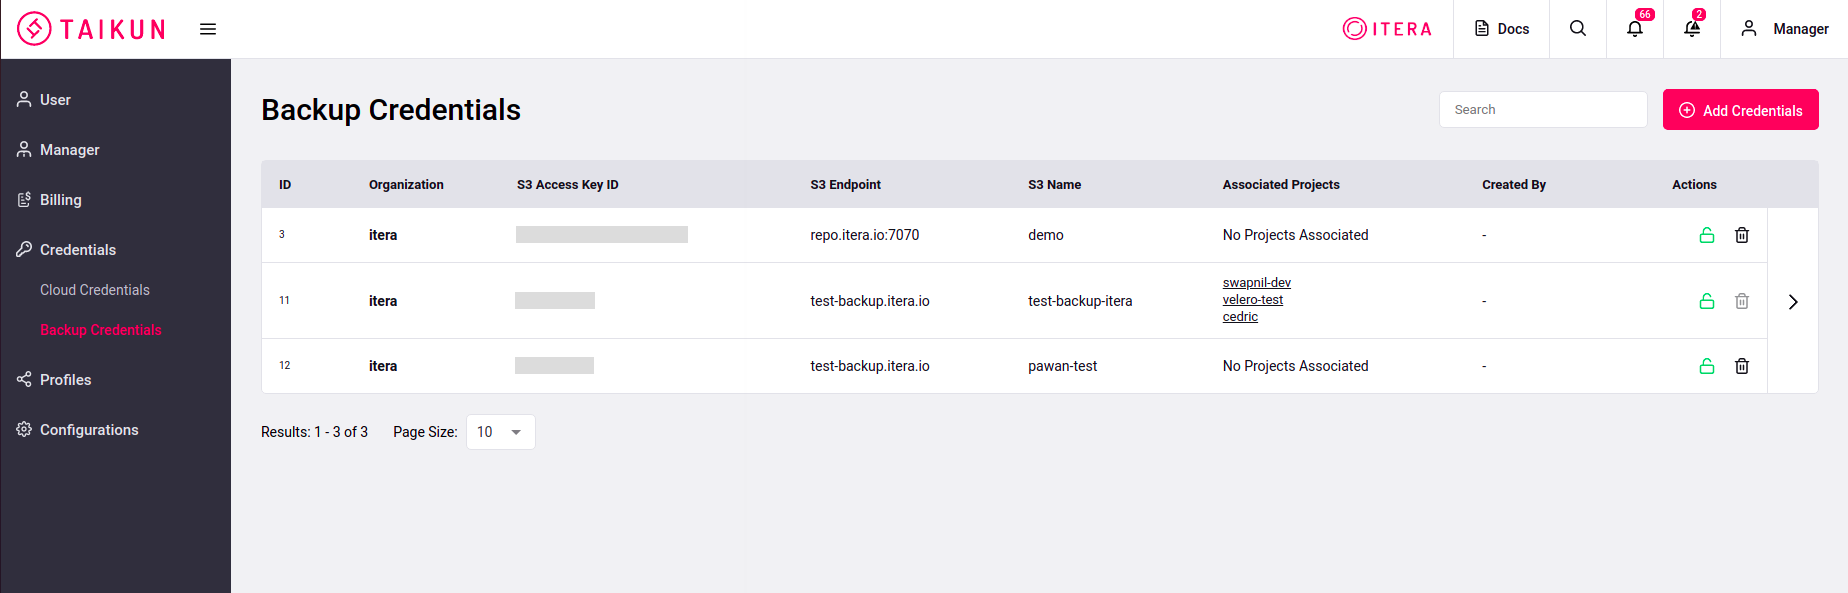 TAIKUN
ITERA
Docs
66
2
Manager
User
Manager
Billing
Credentials
Cloud Credentials
Backup Credentials
Profiles
Configurations
Backup Credentials
Search
Add Credentials
ID Organization S3 Access Key ID S3 Endpoint S3 Name Associated Projects Created By Actions
3 itera repo.itera.io:7070 demo No Projects Associated -
11 itera test-backup.itera.io test-backup-itera swapnil-dev -
velero-test
cedric
12 itera test-backup.itera.io pawan-test No Projects Associated -
Results: 1 - 3 of 3 Page Size: 10